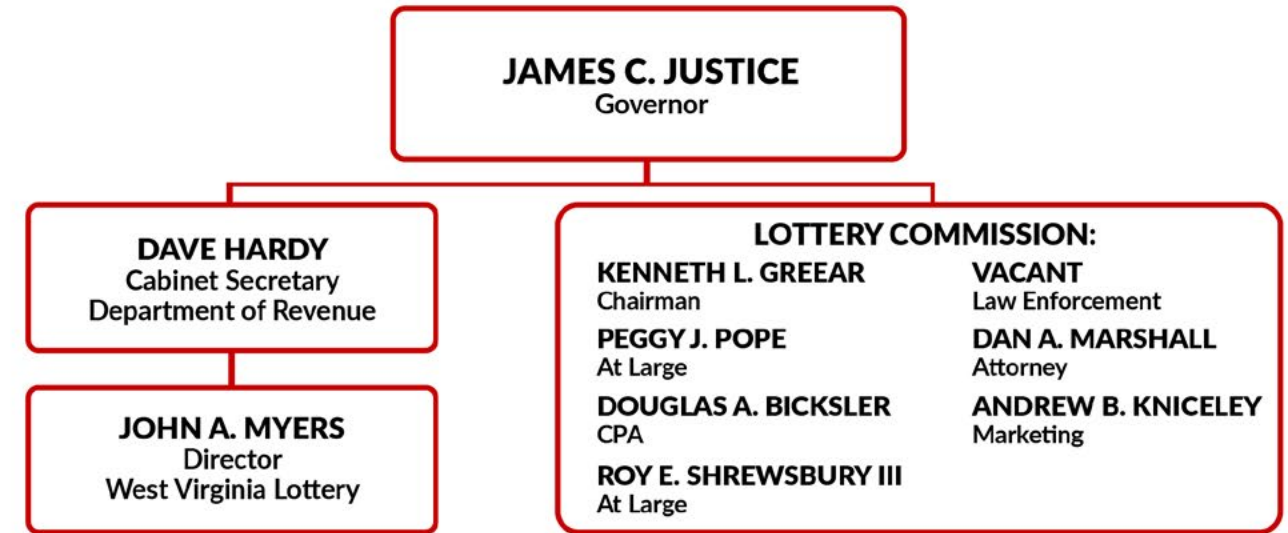 JAMES C. JUSTICE
Governor
DAVE HARDY
Cabinet Secretary
Department of Revenue
JOHN A. MYERS
Director
West Virginia Lottery
LOTTERY COMMISSION:
KENNETH L. GREEAR
Chairman
PEGGY J. POPE
At Large
DOUGLAS A. BICKSLER
CPA
ROY E. SHREWSBURY III
At Large
VACANT
Law Enforcement
DAN A. MARSHALL
Attorney
ANDREW B. KNICELEY
Marketing